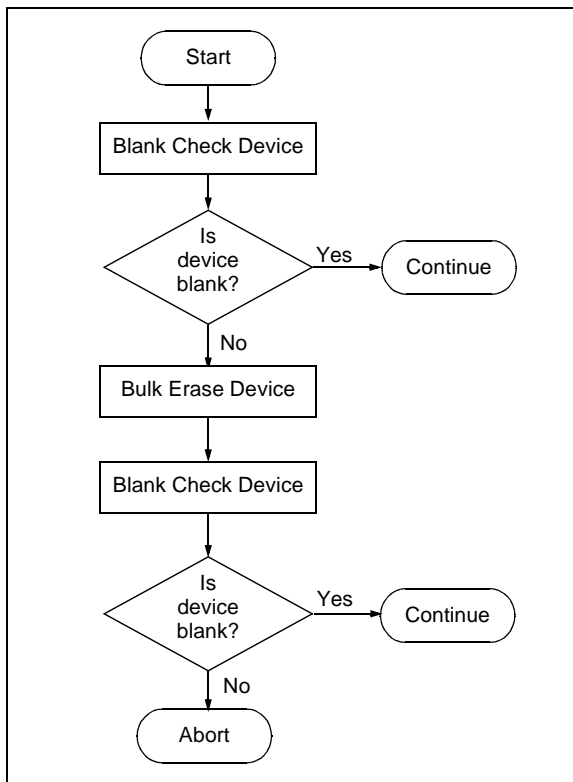 Start
Blank Check Device
Is
device
blank?
Yes
Continue
No
Bulk Erase Device
Blank Check Device
Is
device
blank?
Yes
Continue
No
Abort